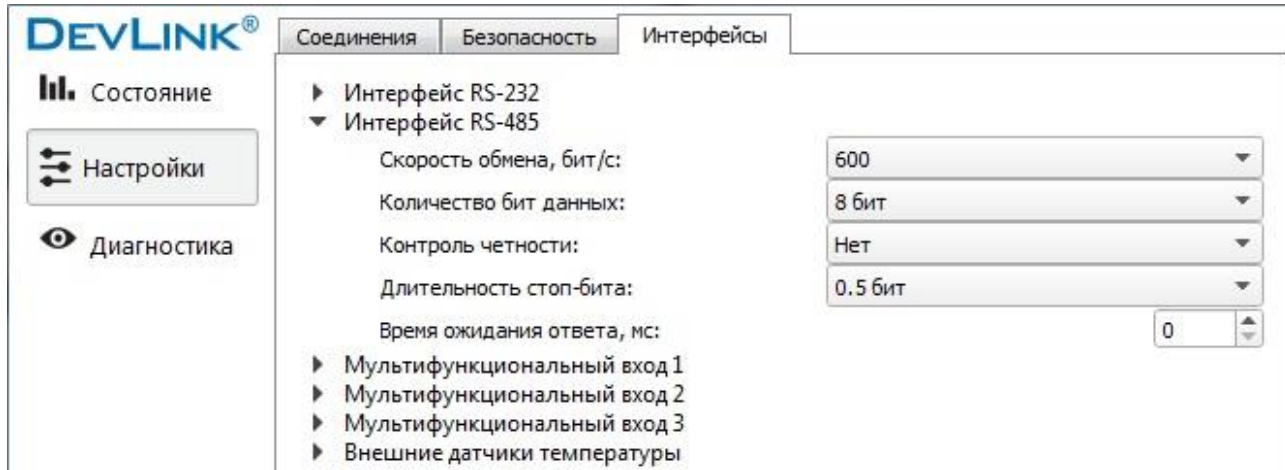 DEVLINK®
Соединения Безопасность Интерфейсы
Состояние
Настройки
Диагностика
Интерфейс RS-232
Интерфейс RS-485
Скорость обмена, бит/с: 600
Количество бит данных: 8 бит
Контроль четности: Нет
Длительность стоп-бита: 0.5 бит
Время ожидания ответа, мс: 0
Мультифункциональный вход 1
Мультифункциональный вход 2
Мультифункциональный вход 3
Внешние датчики температуры